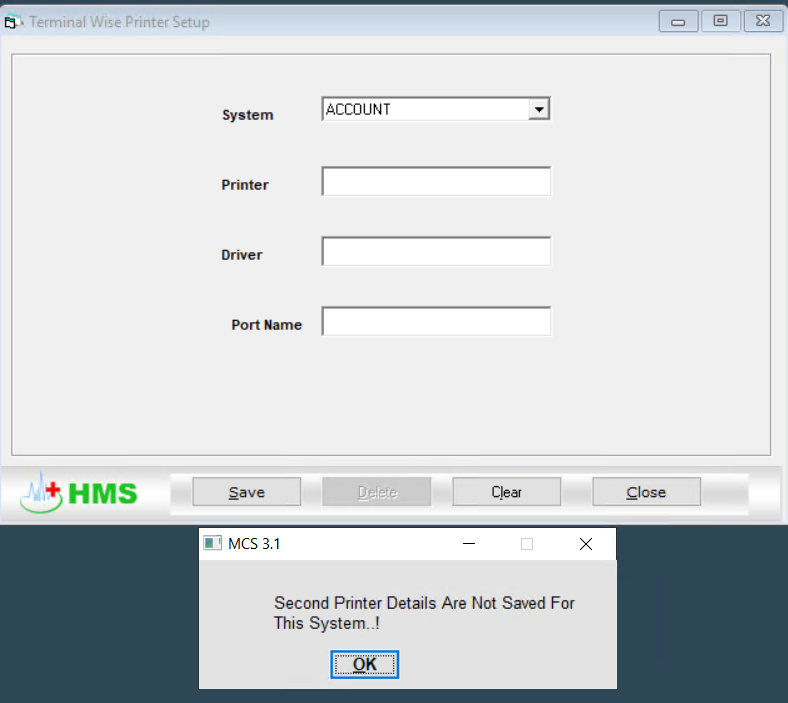 Terminal Wise Printer Setup
System
ACCOUNT
Printer
Driver
Port Name
HMS
Save
Delete
Clear
Close
MCS 3.1
Second Printer Details Are Not Saved For
This System..!
OK